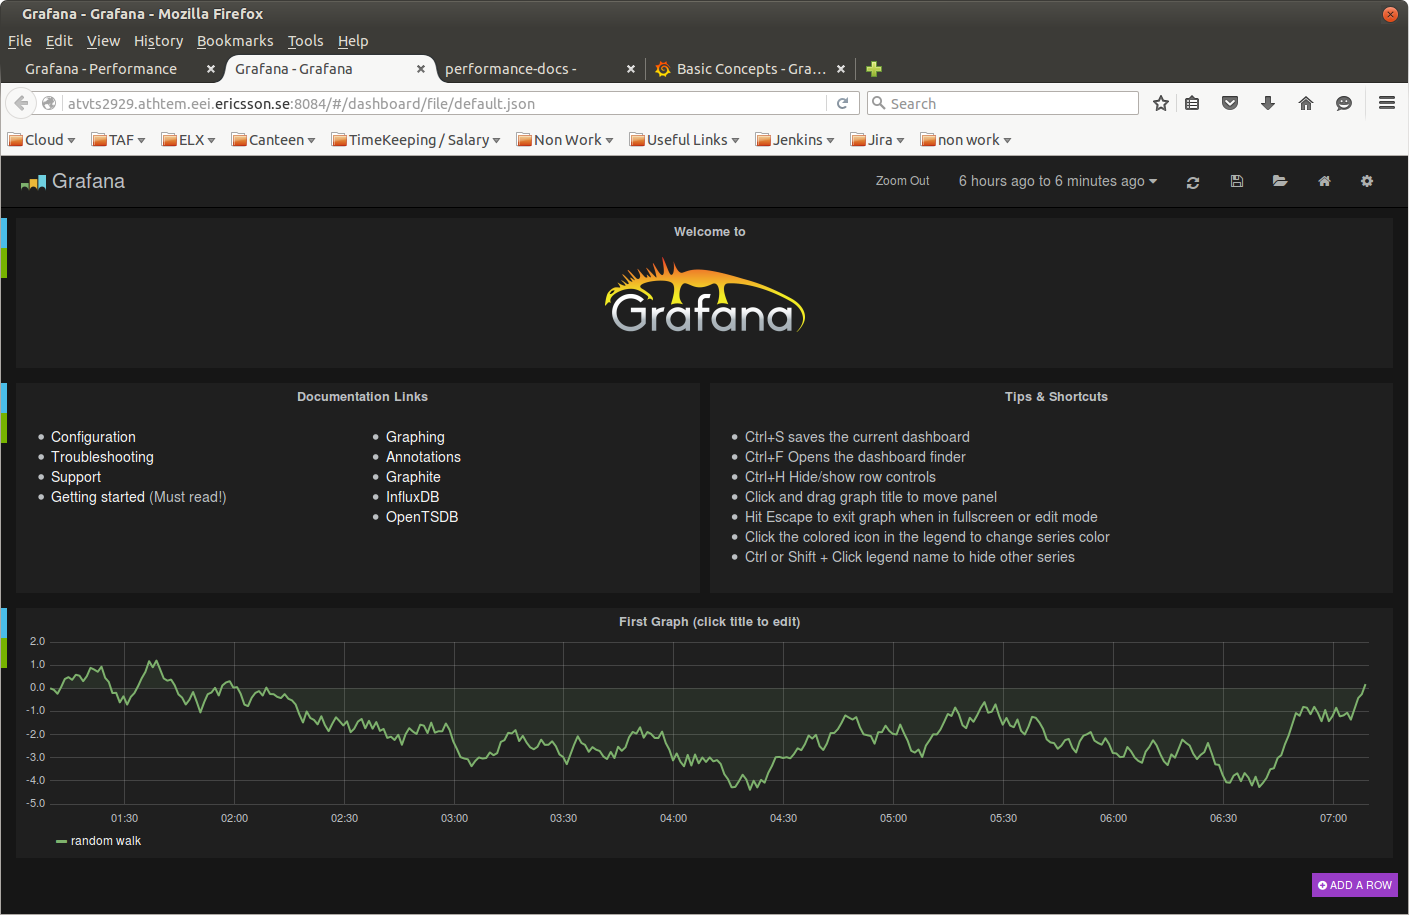 Grafana - Grafana - Mozilla Firefox
File Edit View History Bookmarks Tools Help
Grafana - Performance Grafana - Grafana performance-docs - Basic Concepts - Gra...
atvts2929.athtem.eei.ericsson.se:8084/#/dashboard/file/default.json Search
Cloud TAF ELX Canteen TimeKeeping / Salary Non Work Useful Links Jenkins Jira non work
Grafana Zoom Out 6 hours ago to 6 minutes ago
Welcome to
Grafana
Documentation Links
Configuration
Troubleshooting
Support
Getting started (Must read!)
Graphing
Annotations
Graphite
InfluxDB
OpenTSDB
Tips & Shortcuts
Ctrl+S saves the current dashboard
Ctrl+F Opens the dashboard finder
Ctrl+H Hide/show row controls
Click and drag graph title to move panel
Hit Escape to exit graph when in fullscreen or edit mode
Click the colored icon in the legend to change series color
Ctrl or Shift + Click legend name to hide other series
First Graph (click title to edit)
2.0
1.0
0.0
-1.0
-2.0
-3.0
-4.0
-5.0
01:30 02:00 02:30 03:00 03:30 04:00 04:30 05:00 05:30 06:00 06:30 07:00
random walk
ADD A ROW